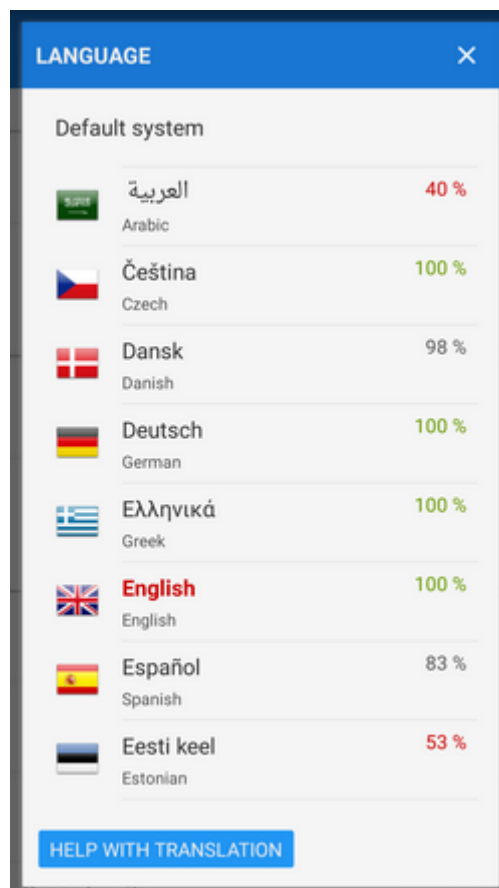 LANGUAGE ×
Default system
العربية 40 %
Arabic
Čeština 100 %
Czech
Dansk 98 %
Danish
Deutsch 100 %
German
Ελληνικά 100 %
Greek
English 100 %
English
Español 83 %
Spanish
Eesti keel 53 %
Estonian
HELP WITH TRANSLATION